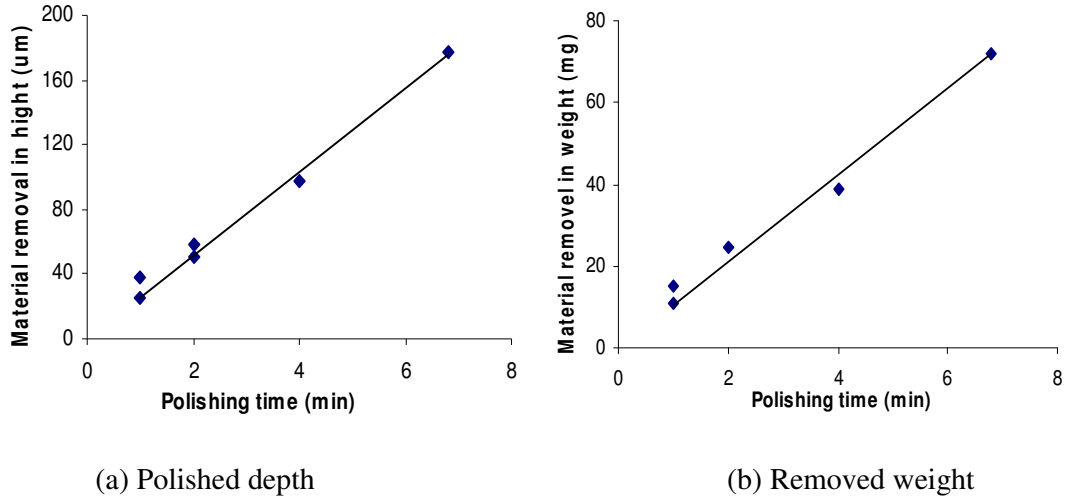 Material removal in hight (um)
200
160
120
80
40
0
0 2 4 6 8
Polishing time (min)
(a) Polished depth
Material removel in weight (mg)
80
60
40
20
0
0 2 4 6 8
Polishing time (min)
(b) Removed weight